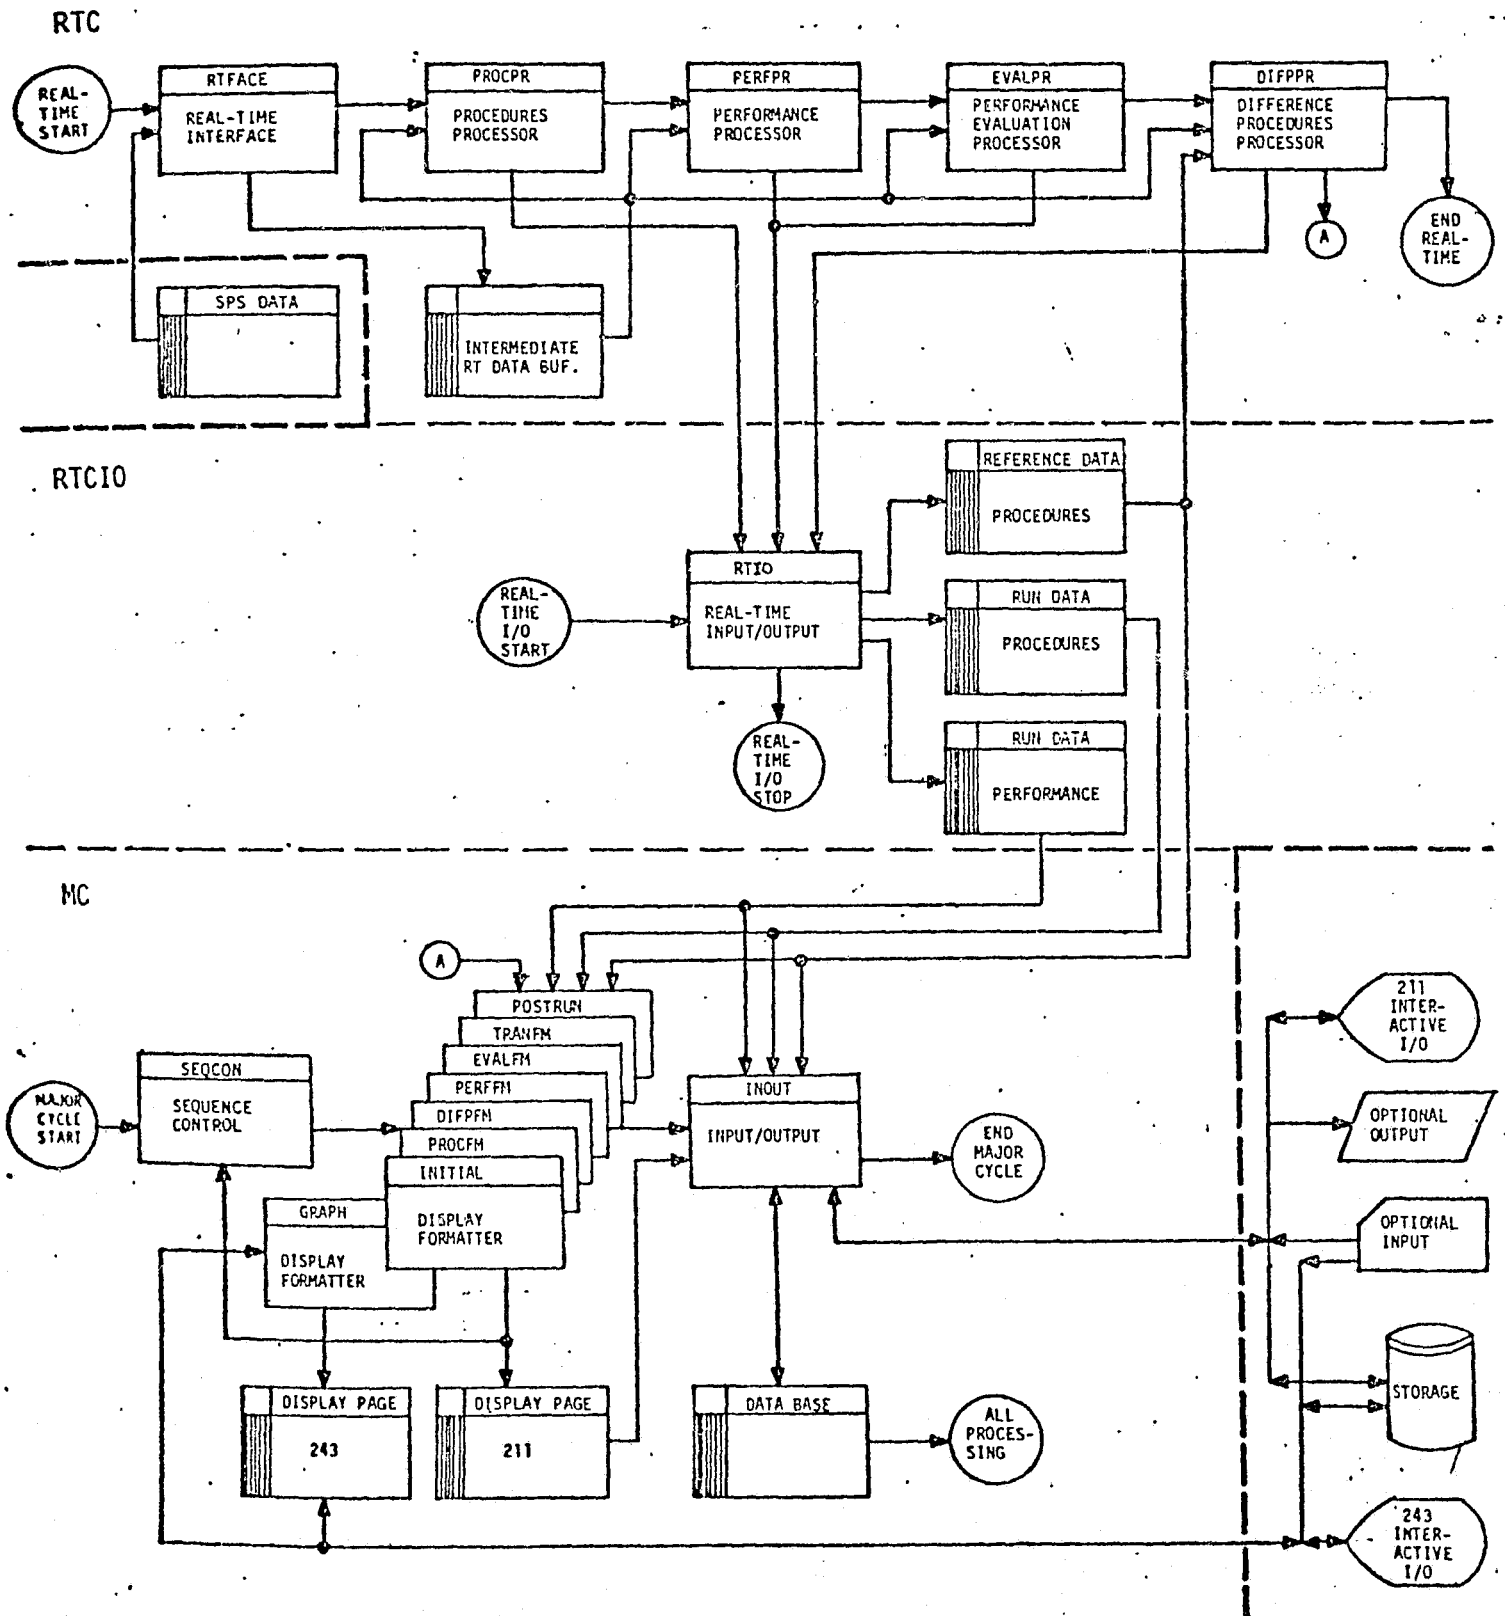 RTC
REAL-
TIME
START
RTFACE
REAL-TIME
INTERFACE
PROCPR
PROCEDURES
PROCESSOR
PERFPR
PERFORMANCE
PROCESSOR
EVALPR
PERFORMANCE
EVALUATION
PROCESSOR
DIFPPR
DIFFERENCE
PROCEDURES
PROCESSOR
A
END
REAL-
TIME
SPS DATA
INTERMEDIATE
RT DATA BUF.
RTCIO
REFERENCE DATA
PROCEDURES
REAL-
TIME
I/O
START
RTIO
REAL-TIME
INPUT/OUTPUT
RUN DATA
PROCEDURES
REAL-
TIME
I/O
STOP
RUN DATA
PERFORMANCE
MC
A
POSTRUN
TRANFM
EVALFM
PERFFM
DIFPFM
PROCFM
INITIAL
DISPLAY
FORMATTER
GRAPH
DISPLAY
FORMATTER
MAJOR
CYCLE
START
SEQCON
SEQUENCE
CONTROL
INOUT
INPUT/OUTPUT
END
MAJOR
CYCLE
211
INTER-
ACTIVE
I/O
OPTIONAL
OUTPUT
OPTIONAL
INPUT
STORAGE
DISPLAY PAGE
243
DISPLAY PAGE
211
DATA BASE
ALL
PROCES-
SING
243
INTER-
ACTIVE
I/O